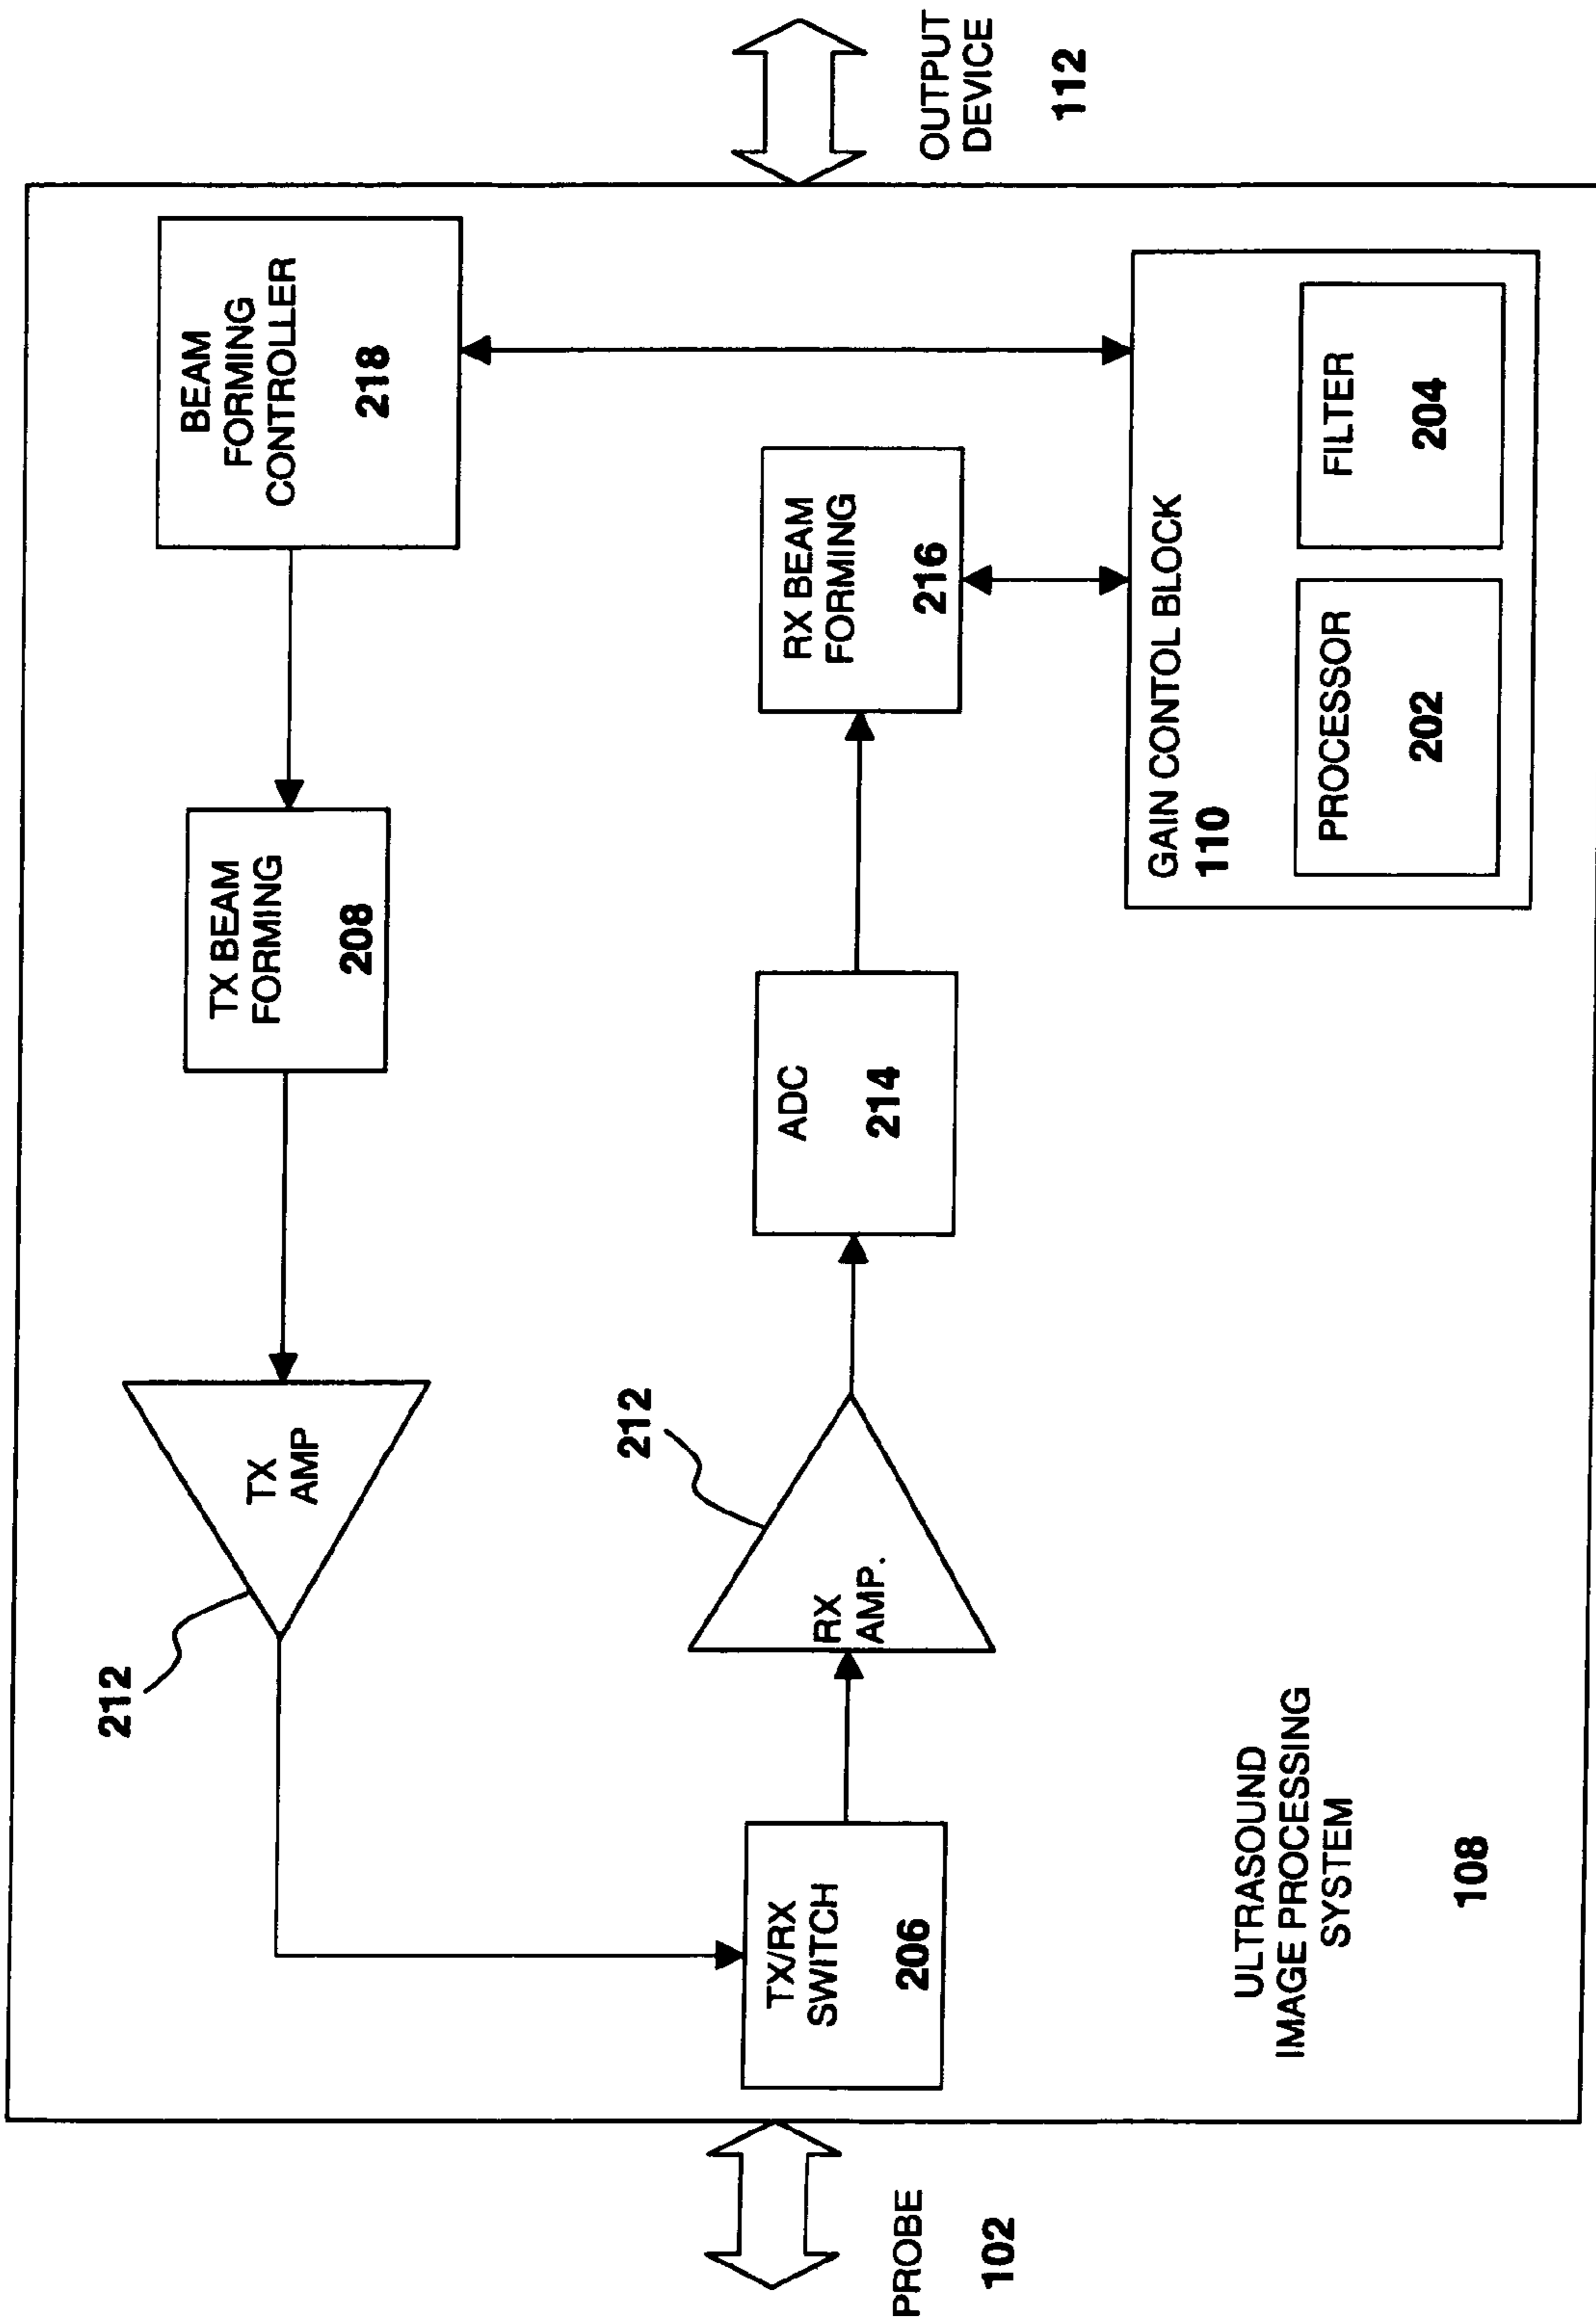 BEAM
FORMING
CONTROLLER
218
TX BEAM
FORMING
208
TX
AMP
212
PROBE
102
TX/RX
SWITCH
206
RX
AMP.
212
ADC
214
RX BEAM
FORMING
216
OUTPUT
DEVICE
112
GAIN CONTOL BLOCK
110
PROCESSOR
202
FILTER
204
ULTRASOUND
IMAGE PROCESSING
SYSTEM
108